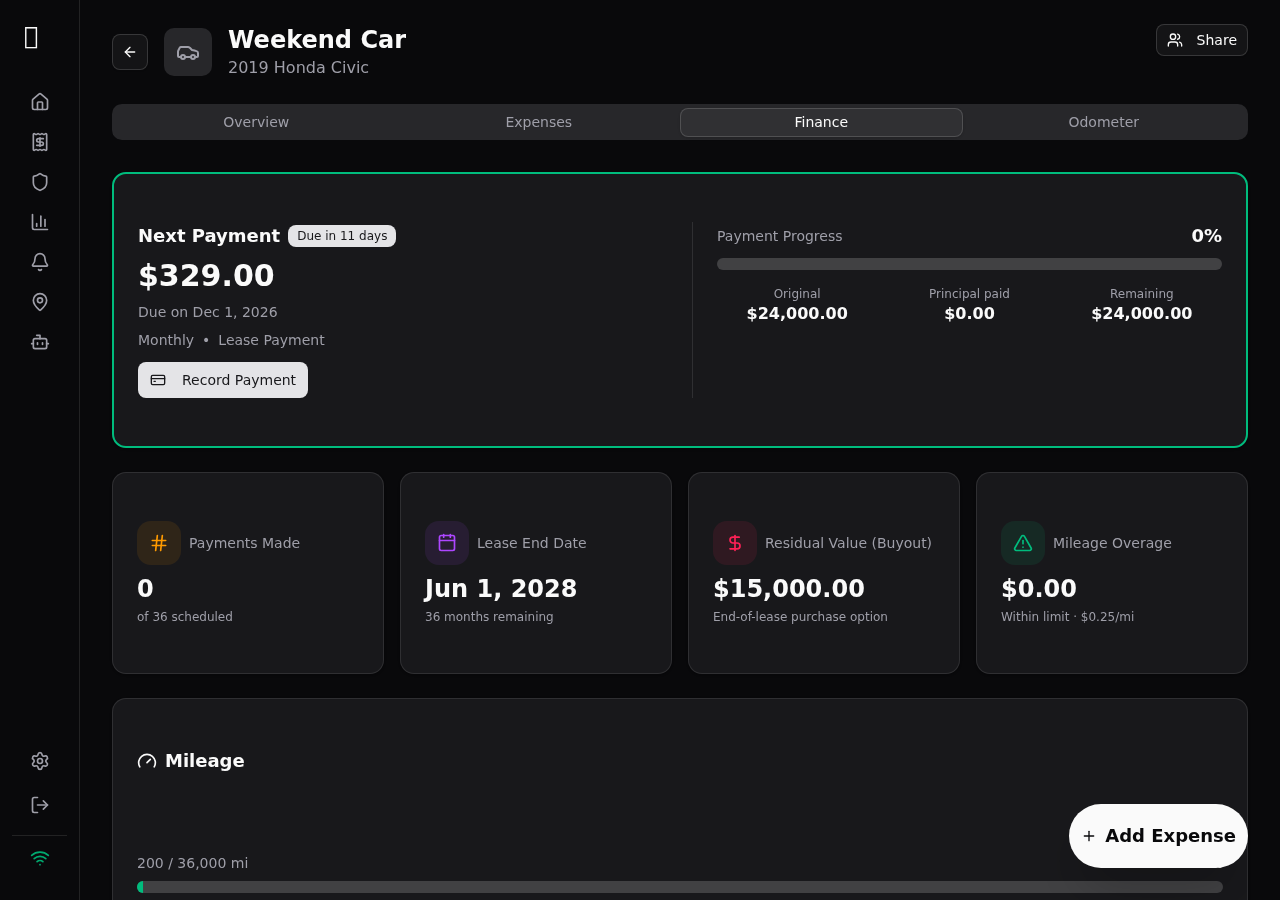 Weekend Car
2019 Honda Civic
Share
Overview
Expenses
Finance
Odometer
Next Payment
Due in 11 days
$329.00
Due on Dec 1, 2026
Monthly • Lease Payment
Record Payment
Payment Progress
0%
Original
$24,000.00
Principal paid
$0.00
Remaining
$24,000.00
Payments Made
0
of 36 scheduled
Lease End Date
Jun 1, 2028
36 months remaining
Residual Value (Buyout)
$15,000.00
End-of-lease purchase option
Mileage Overage
$0.00
Within limit · $0.25/mi
Mileage
200 / 36,000 mi
Add Expense